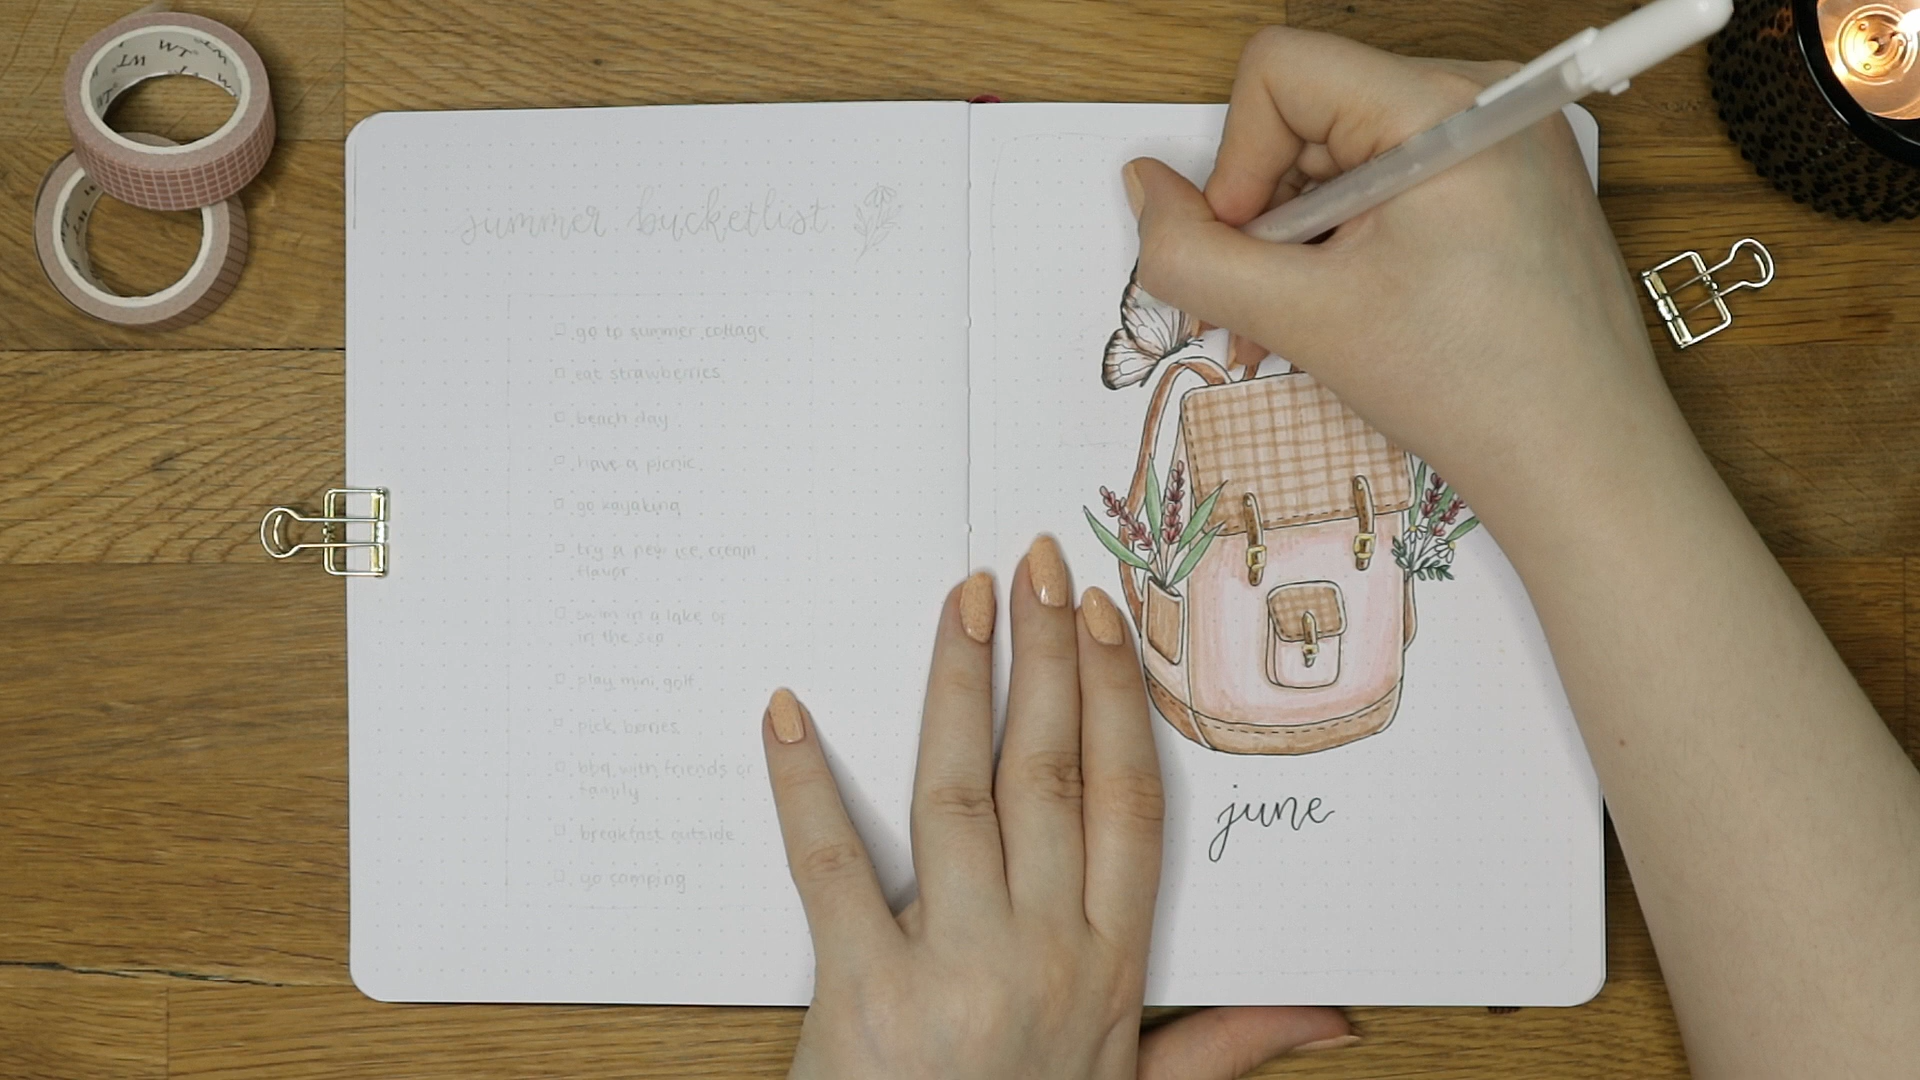 WT
WT
summer bucketlist
go to summer cottage
eat strawberries
beach day
have a picnic
go kayaking
try a new ice cream
flavor
swim in a lake or
in the sea
play mini golf
pick berries
bbq with friends or
family
breakfast outside
go camping
june